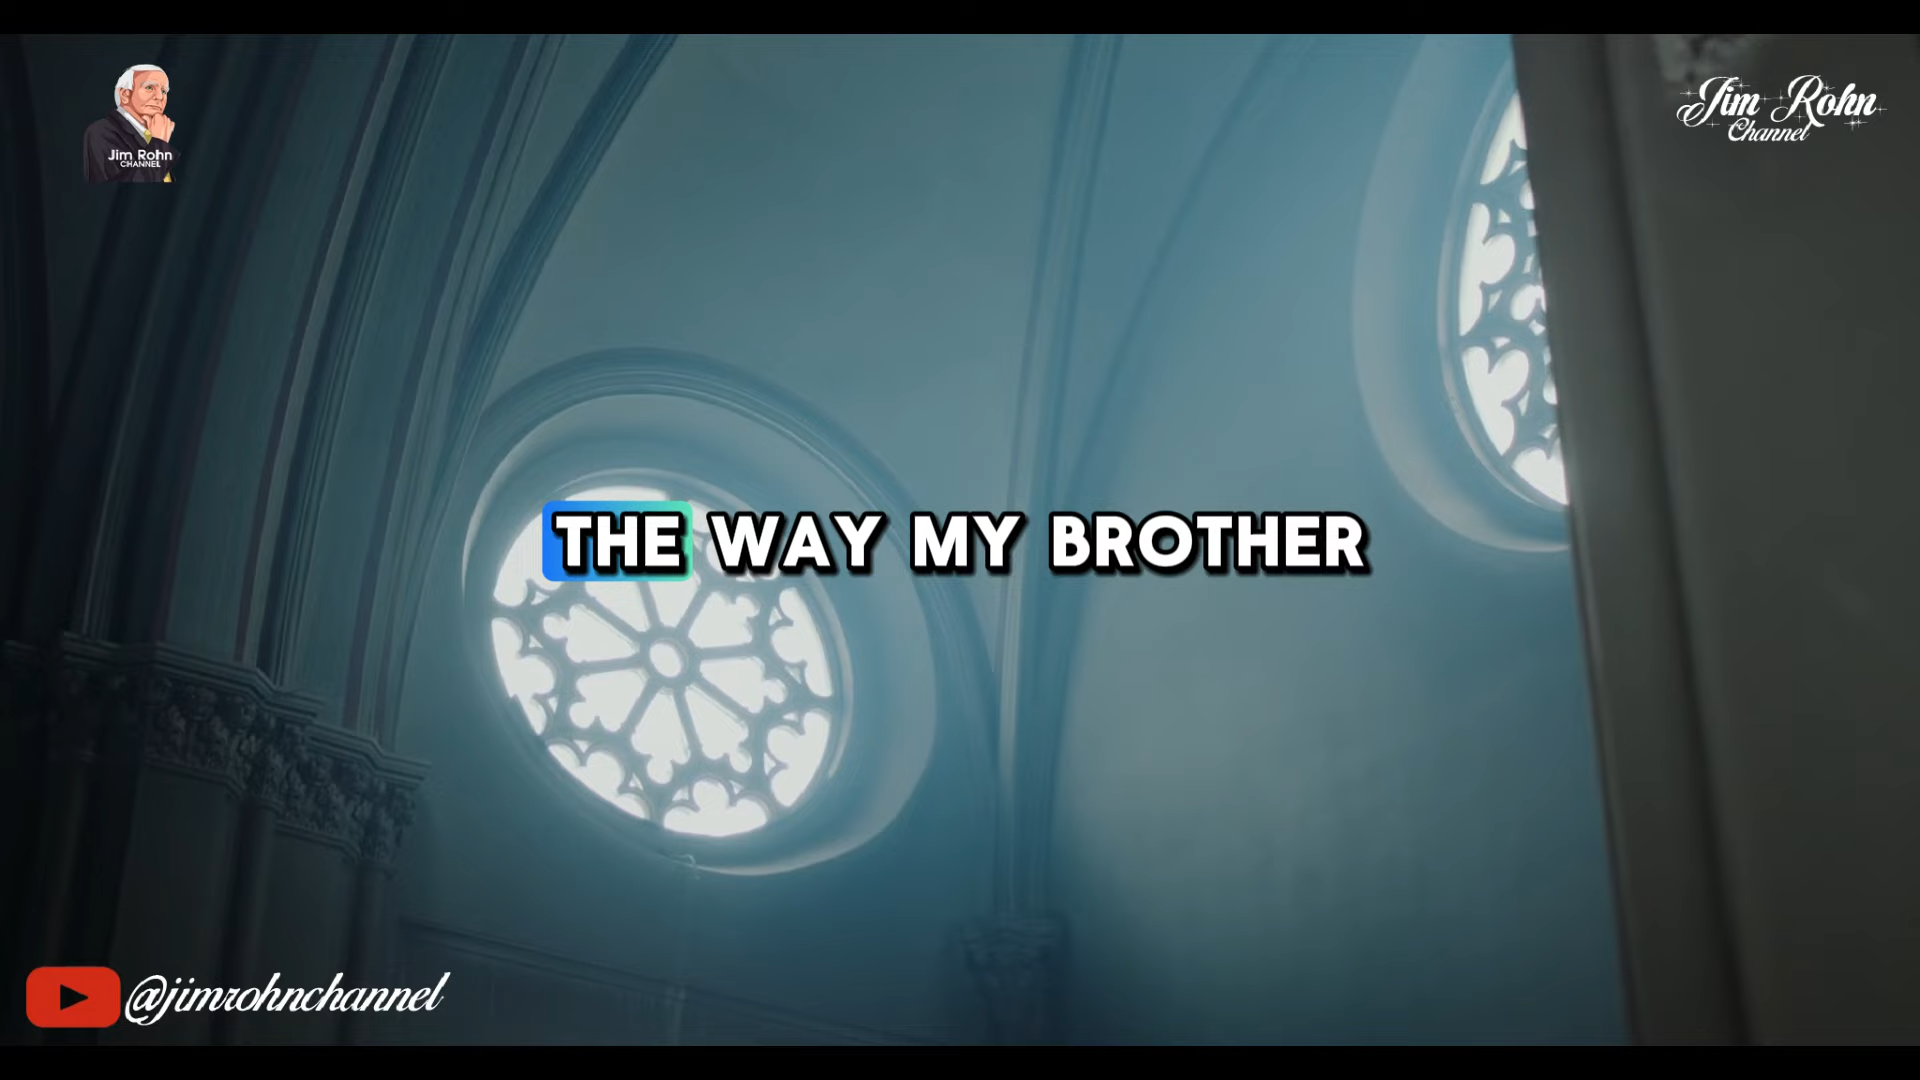 Jim Rohn
CHANNEL
Jim Rohn
Channel
THE WAY MY BROTHER
@jimrohnchannel